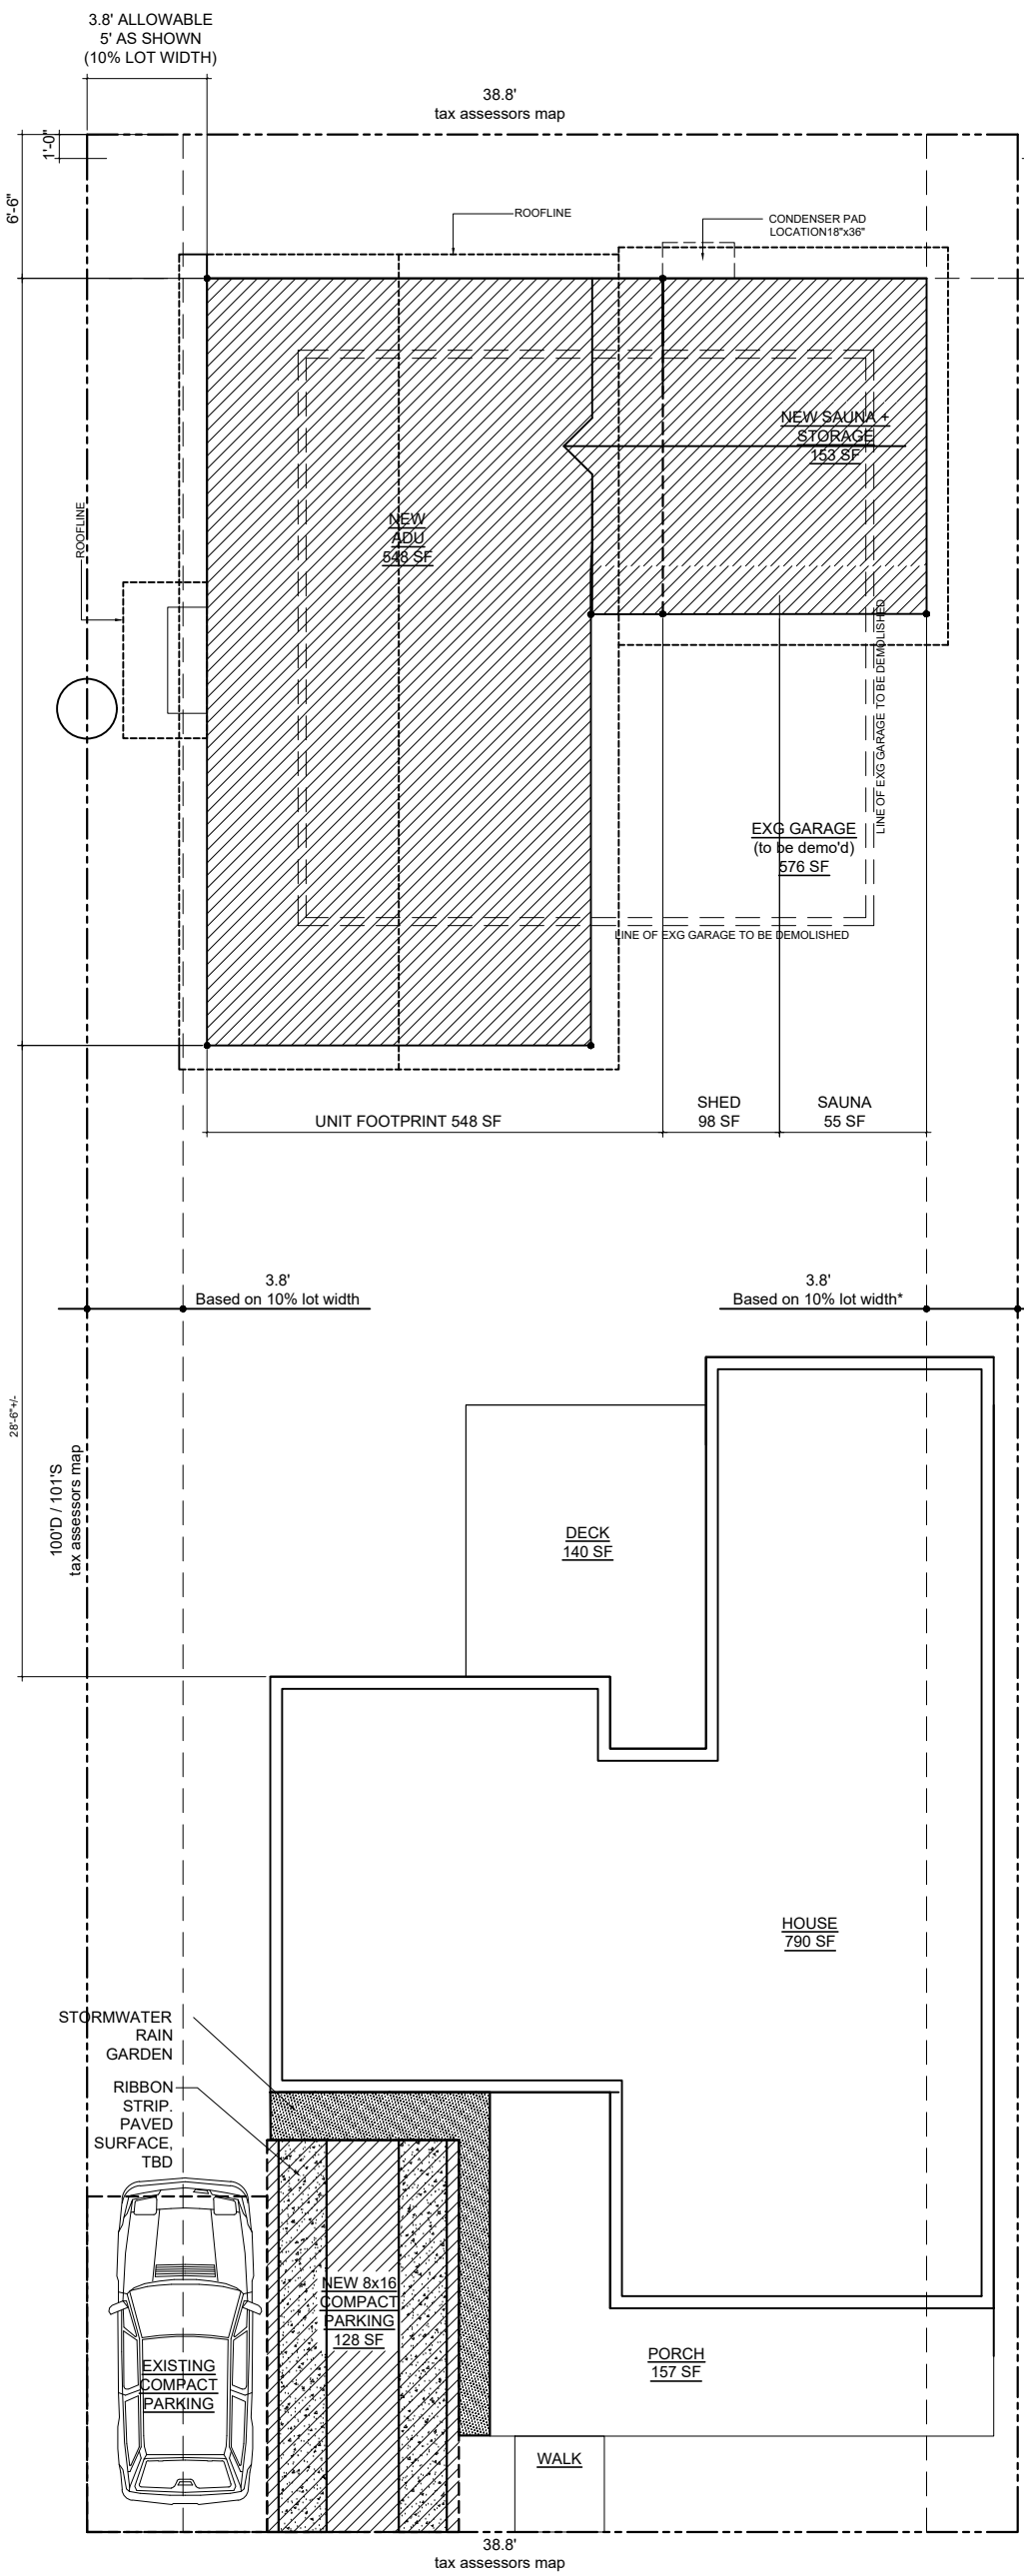 3.8' ALLOWABLE
5' AS SHOWN
(10% LOT WIDTH)
38.8'
tax assessors map
1'-0"
6'-6"
ROOFLINE
CONDENSER PAD
LOCATION18"x36"
NEW SAUNA +
STORAGE
153 SF
NEW
ADU
548 SF
ROOFLINE
LINE OF EXG GARAGE TO BE DEMOLISHED
EXG GARAGE
(to be demo'd)
576 SF
LINE OF EXG GARAGE TO BE DEMOLISHED
UNIT FOOTPRINT 548 SF
SHED
98 SF
SAUNA
55 SF
3.8'
Based on 10% lot width
3.8'
Based on 10% lot width*
28'-6"+/-
100'D / 101'S
tax assessors map
DECK
140 SF
HOUSE
790 SF
STORMWATER
RAIN
GARDEN
RIBBON
STRIP.
PAVED
SURFACE,
TBD
NEW 8x16
COMPACT
PARKING
128 SF
EXISTING
COMPACT
PARKING
PORCH
157 SF
WALK
38.8'
tax assessors map